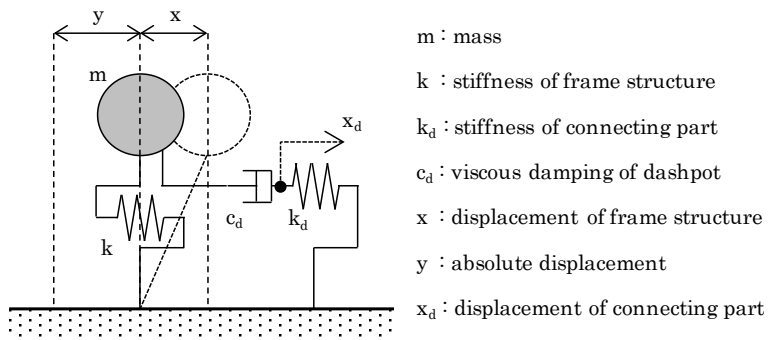 y x
m
x_d
c_d k_d
k
m : mass
k : stiffness of frame structure
k_d : stiffness of connecting part
c_d : viscous damping of dashpot
x : displacement of frame structure
y : absolute displacement
x_d : displacement of connecting part